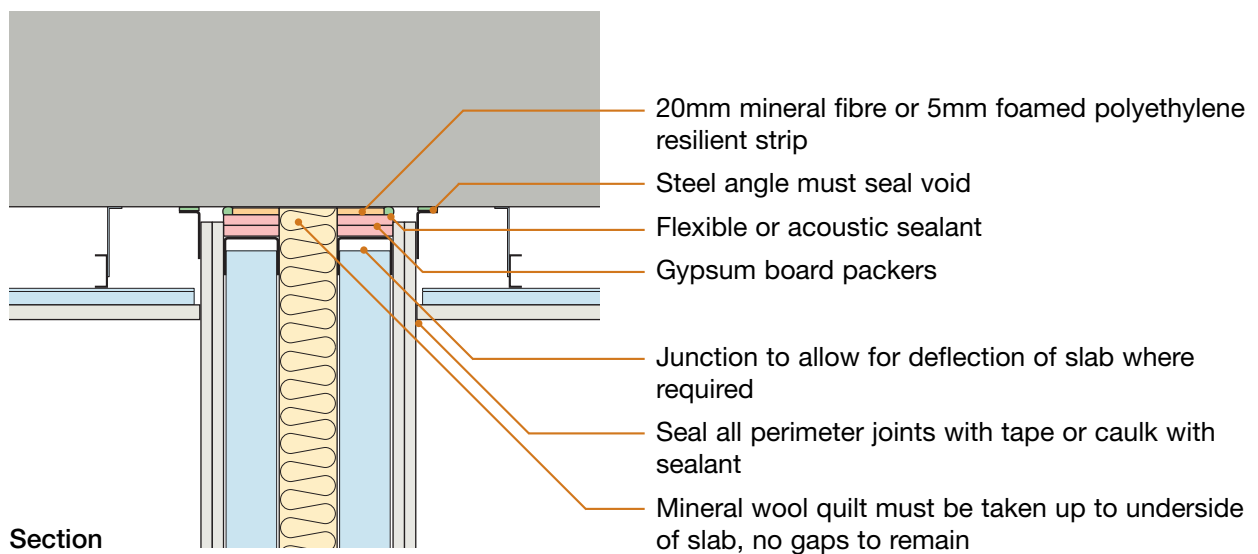 20mm mineral fibre or 5mm foamed polyethylene
resilient strip
Steel angle must seal void
Flexible or acoustic sealant
Gypsum board packers
Junction to allow for deflection of slab where
required
Seal all perimeter joints with tape or caulk with
sealant
Mineral wool quilt must be taken up to underside
of slab, no gaps to remain
Section